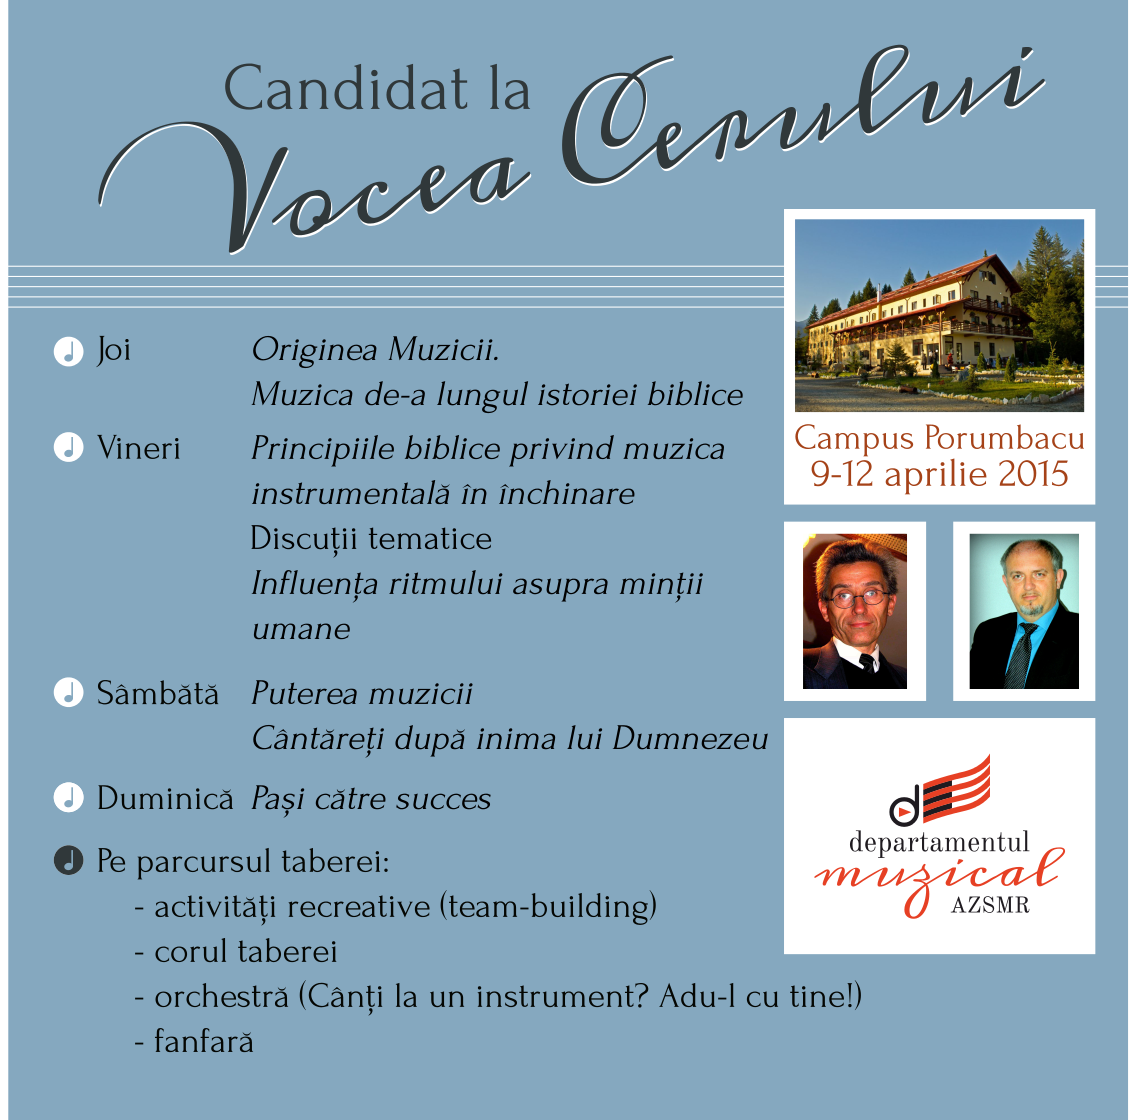 Candidat la
Vocea Cerului
Joi
Originea Muzicii.
Muzica de-a lungul istoriei biblice
Vineri
Principiile biblice privind muzica
instrumentală în închinare
Discuții tematice
Influența ritmului asupra minții
umane
Sâmbătă
Puterea muzicii
Cântăreți după inima lui Dumnezeu
Duminică
Pași către succes
Pe parcursul taberei:
- activități recreative (team-building)
- corul taberei
- orchestră (Cânți la un instrument? Adu-l cu tine!)
- fanfară
Campus Porumbacu
9-12 aprilie 2015
departamentul
muzical
AZSMR